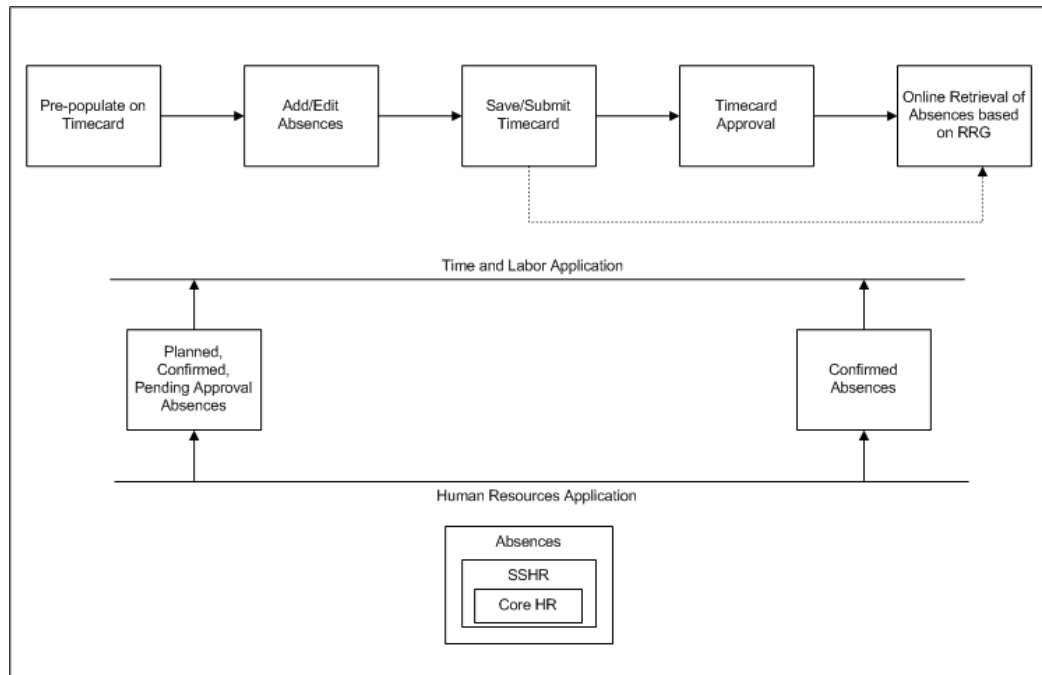 Pre-populate on
Timecard
Add/Edit
Absences
Save/Submit
Timecard
Timecard
Approval
Online Retrieval of
Absences based
on RRG
Time and Labor Application
Planned,
Confirmed,
Pending Approval
Absences
Confirmed
Absences
Human Resources Application
Absences
SSHR
Core HR